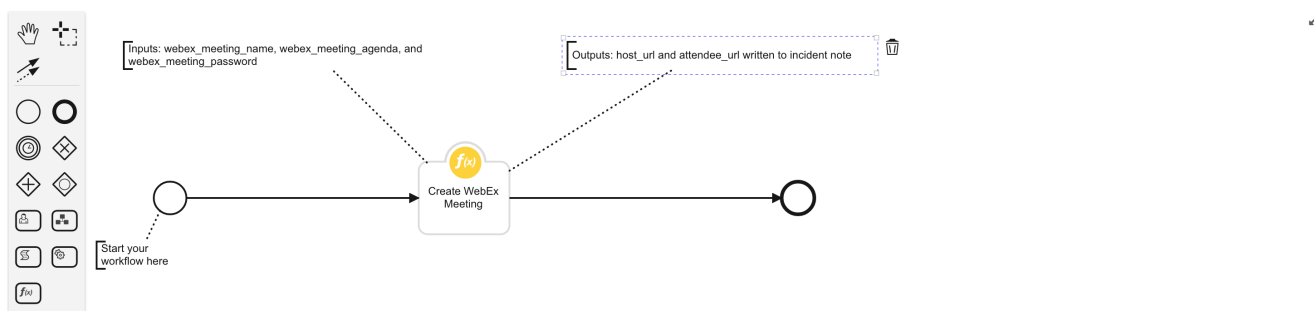 Inputs: webex_meeting_name, webex_meeting_agenda, and
webex_meeting_password
Outputs: host_url and attendee_url written to incident note
f(x)
Create WebEx
Meeting
Start your
workflow here
f(x)